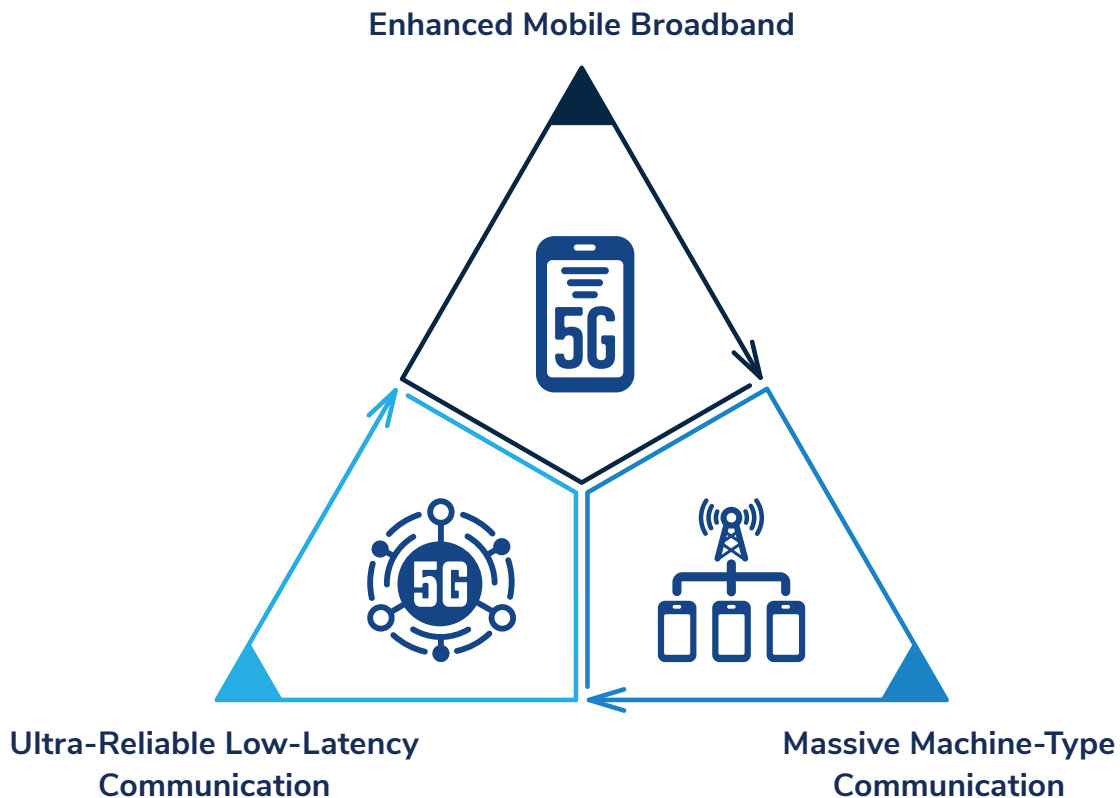 Enhanced Mobile Broadband
5G
5G
Ultra-Reliable Low-Latency
Communication
Massive Machine-Type
Communication